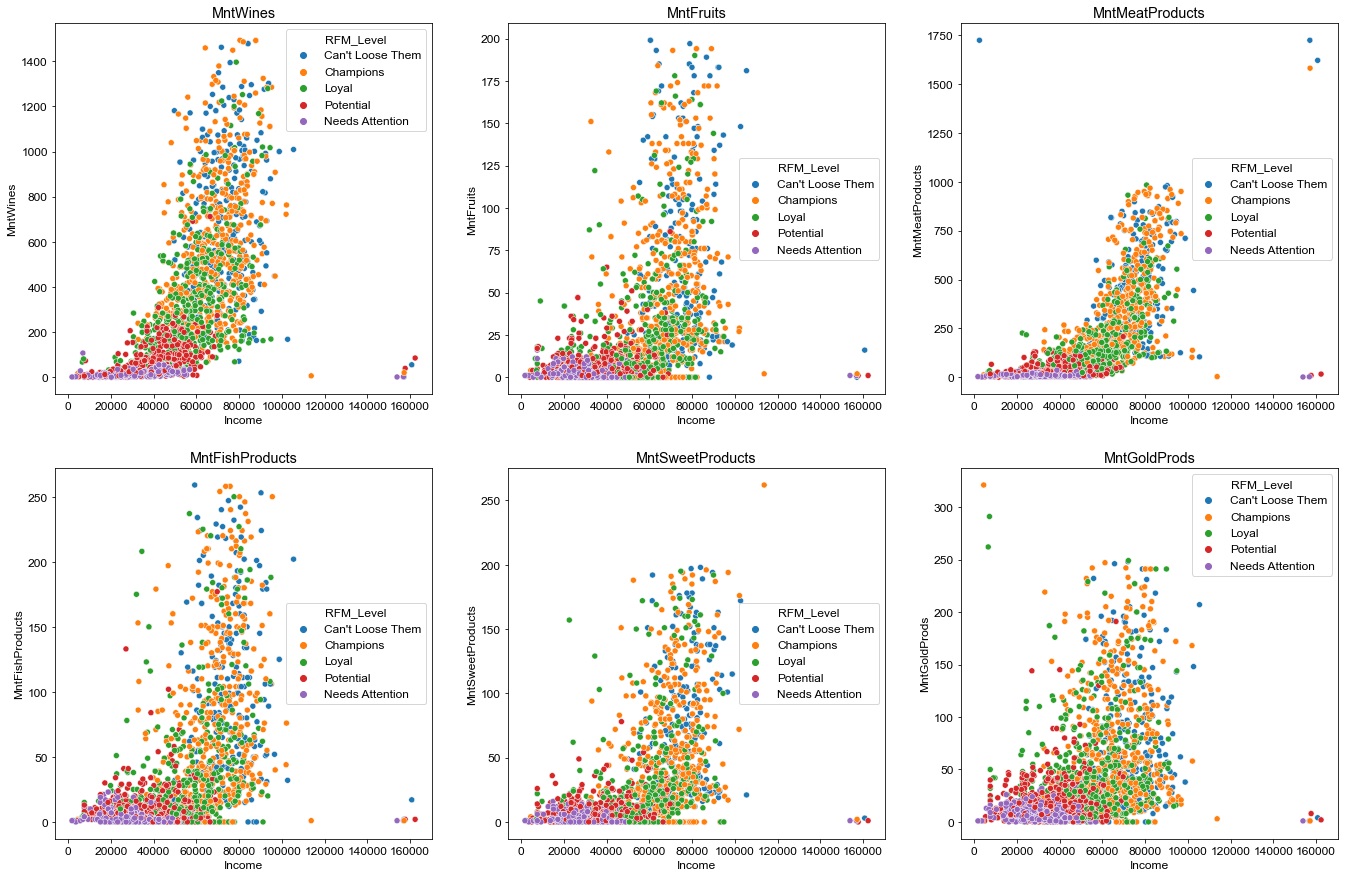 MntWines
MntWines
1400
1200
1000
800
600
400
200
0
0 20000 40000 60000 80000 100000 120000 140000 160000
Income
RFM_Level
Can't Loose Them
Champions
Loyal
Potential
Needs Attention
MntFruits
MntFruits
200
175
150
125
100
75
50
25
0
0 20000 40000 60000 80000 100000 120000 140000 160000
Income
RFM_Level
Can't Loose Them
Champions
Loyal
Potential
Needs Attention
MntMeatProducts
MntMeatProducts
1750
1500
1250
1000
750
500
250
0
0 20000 40000 60000 80000 100000 120000 140000 160000
Income
RFM_Level
Can't Loose Them
Champions
Loyal
Potential
Needs Attention
MntFishProducts
MntFishProducts
250
200
150
100
50
0
0 20000 40000 60000 80000 100000 120000 140000 160000
Income
RFM_Level
Can't Loose Them
Champions
Loyal
Potential
Needs Attention
MntSweetProducts
MntSweetProducts
250
200
150
100
50
0
0 20000 40000 60000 80000 100000 120000 140000 160000
Income
RFM_Level
Can't Loose Them
Champions
Loyal
Potential
Needs Attention
MntGoldProds
MntGoldProds
300
250
200
150
100
50
0
0 20000 40000 60000 80000 100000 120000 140000 160000
Income
RFM_Level
Can't Loose Them
Champions
Loyal
Potential
Needs Attention